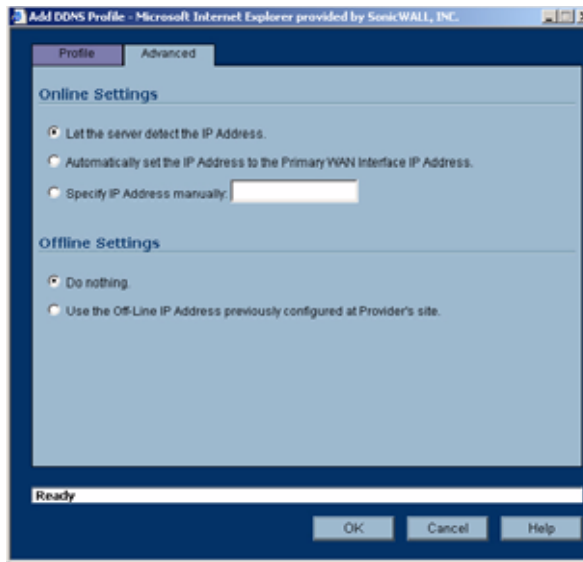 Add DDNS Profile - Microsoft Internet Explorer provided by SonicWALL, INC.
Profile
Advanced
Online Settings
Let the server detect the IP Address.
Automatically set the IP Address to the Primary WAN Interface IP Address.
Specify IP Address manually:
Offline Settings
Do nothing.
Use the Off-Line IP Address previously configured at Provider's site.
Ready
OK
Cancel
Help